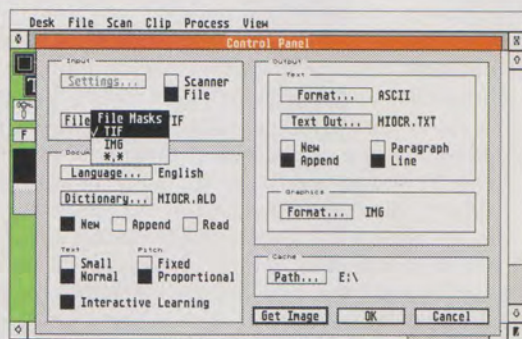 Desk File Scan Clip Process View
Control Panel
Input
Settings... Scanner
File
File
TIF
File Masks
✓ TIF
IMG
*.*
Docum
Language... English
Dictionary... MIOCR.ALD
New Append Read
Text Pitch
Small Fixed
Normal Proportional
Interactive Learning
Output
Text
Format... ASCII
Text Out... MIOCR.TXT
New Paragraph
Append Line
Graphics
Format... IMG
Cache
Path... E:\
Get Image OK Cancel
F